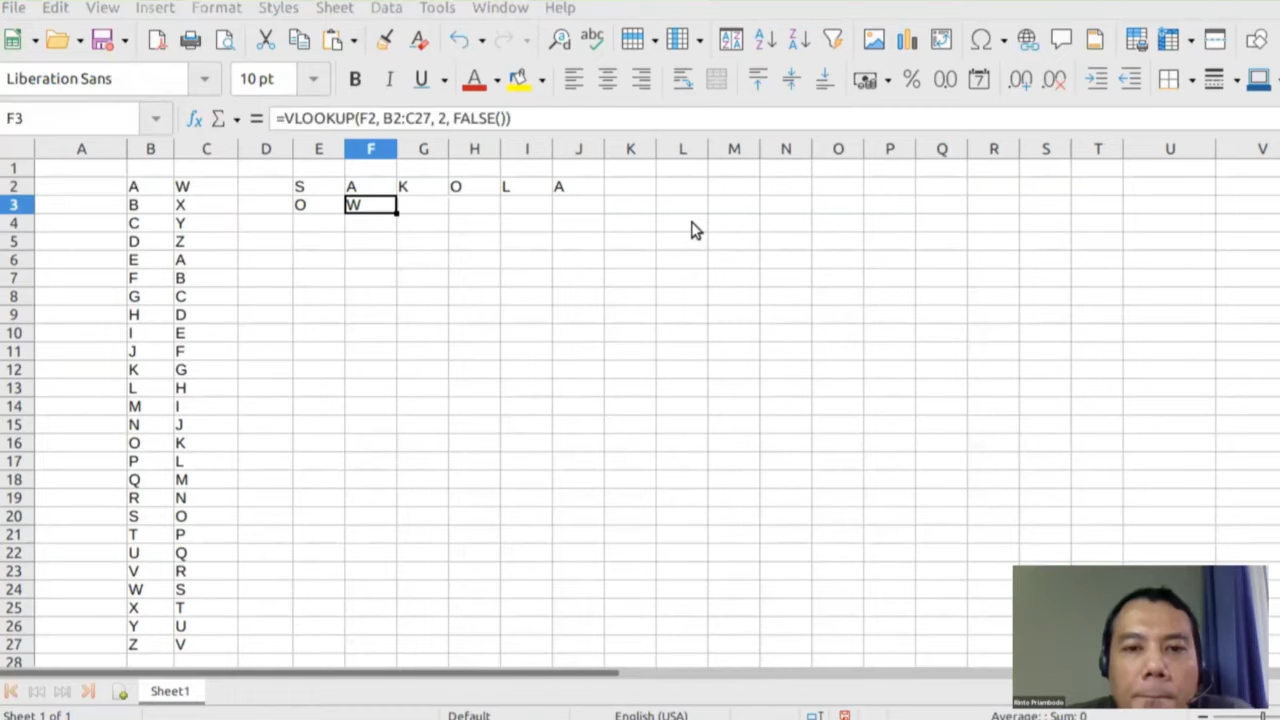 File Edit View Insert Format Styles Sheet Data Tools Window Help
Liberation Sans 10 pt
F3 =VLOOKUP(F2, B2:C27, 2, FALSE())
A B C D E F G H I J K L M N O P Q R S T U V
1
2 A W S A K O L A
3 B X O W
4 C Y
5 D Z
6 E A
7 F B
8 G C
9 H D
10 I E
11 J F
12 K G
13 L H
14 M I
15 N J
16 O K
17 P L
18 Q M
19 R N
20 S O
21 T P
22 U Q
23 V R
24 W S
25 X T
26 Y U
27 Z V
28
Rinto Priambodo
Sheet1
Sheet 1 of 1 Default English (USA) Average: ; Sum: 0